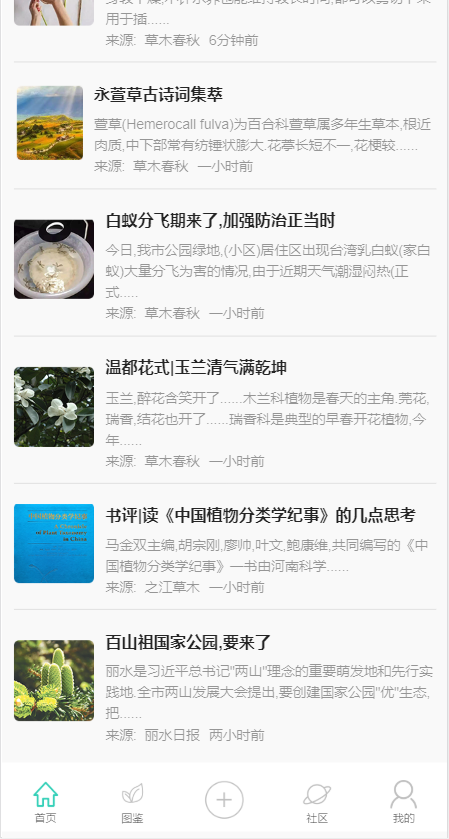 用于插......
来源: 草木春秋 6分钟前
永萱草古诗词集萃
萱草(Hemerocall fulva)为百合科萱草属多年生草本,根近
肉质,中下部常有纺锤状膨大.花葶长短不一,花梗较......
来源: 草木春秋 一小时前
白蚁分飞期来了,加强防治正当时
今日,我市公园绿地,(小区)居住区出现台湾乳白蚁(家白
蚁)大量分飞为害的情况,由于近期天气潮湿闷热(正
式.....
来源: 草木春秋 一小时前
温都花式|玉兰清气满乾坤
玉兰,醉花含笑开了......木兰科植物是春天的主角.莞花,
瑞香,结花也开了......瑞香科是典型的早春开花植物,今
年......
来源: 草木春秋 一小时前
中国植物分类学纪事
书评|读《中国植物分类学纪事》的几点思考
马金双主编,胡宗刚,廖帅,叶文,鲍康维,共同编写的《中
国植物分类学纪事》一书由河南科学......
来源: 之江草木 一小时前
百山祖国家公园,要来了
丽水是习近平总书记"两山"理念的重要萌发地和先行实
践地.全市两山发展大会提出,要创建国家公园"优"生态,
把......
来源: 丽水日报 两小时前
首页 图鉴 社区 我的